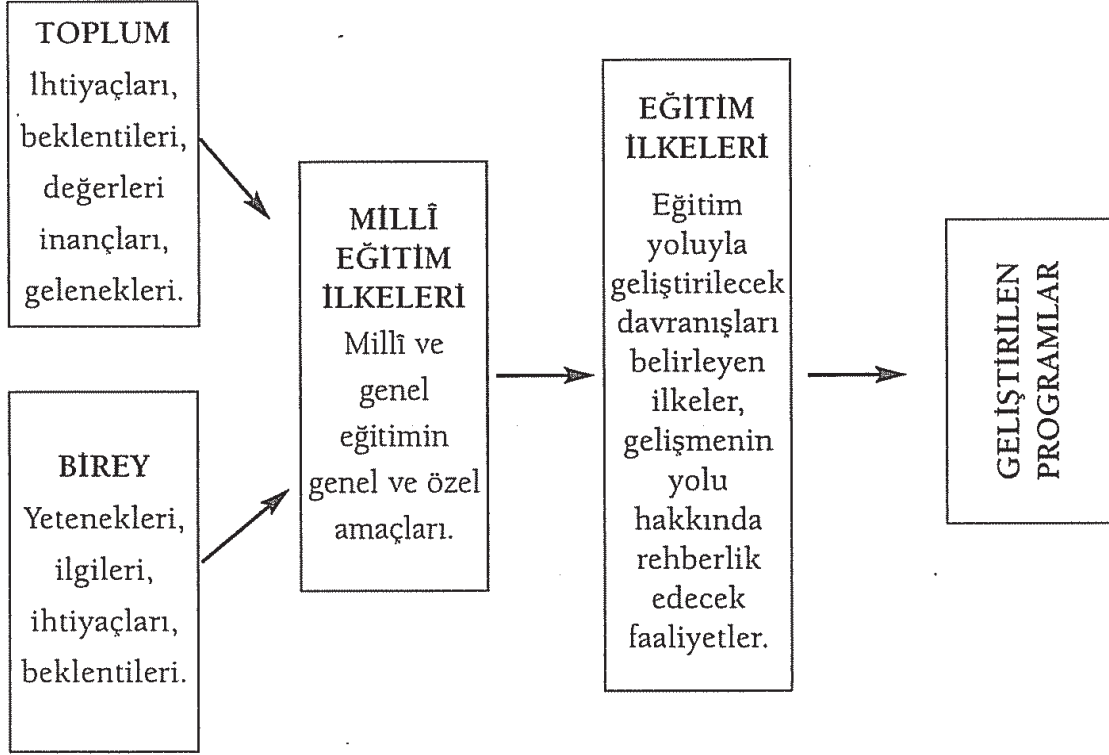 TOPLUM
İhtiyaçları,
beklentileri,
değerleri
inançları,
gelenekleri.
BİREY
Yetenekleri,
ilgileri,
ihtiyaçları,
beklentileri.
MİLLÎ
EĞİTİM
İLKELERİ
Millî ve
genel
eğitimin
genel ve özel
amaçları.
EĞİTİM
İLKELERİ
Eğitim
yoluyla
geliştirilecek
davranışları
belirleyen
ilkeler,
gelişmenin
yolu
hakkında
rehberlik
edecek
faaliyetler.
GELİŞTİRİLEN
PROGRAMLAR